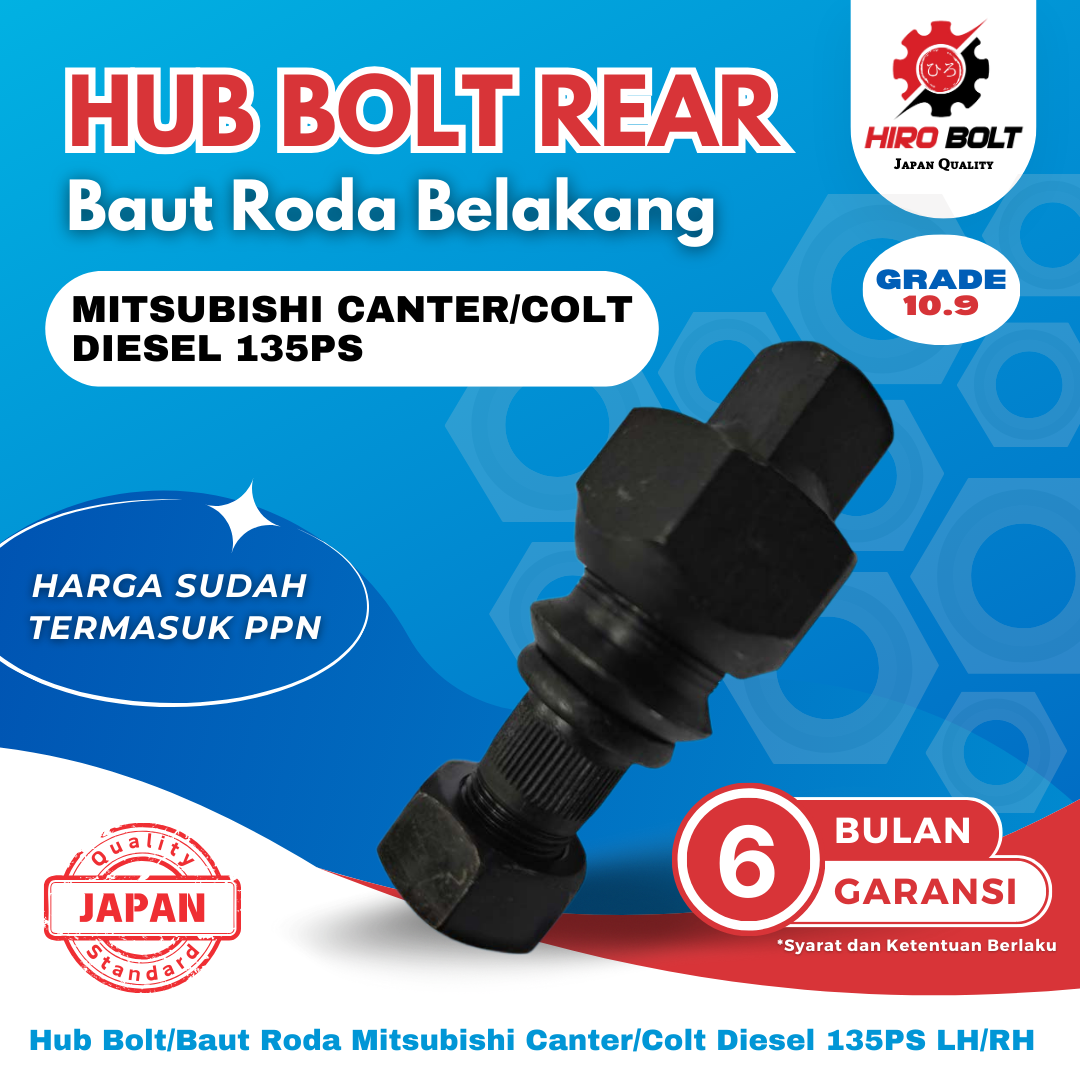 HUB BOLT REAR
Baut Roda Belakang
ひろ
HIRO BOLT
JAPAN QUALITY
MITSUBISHI CANTER/COLT
DIESEL 135PS
GRADE
10.9
HARGA SUDAH
TERMASUK PPN
Quality
JAPAN
Standard
6
BULAN
GARANSI
*Syarat dan Ketentuan Berlaku
Hub Bolt/Baut Roda Mitsubishi Canter/Colt Diesel 135PS LH/RH